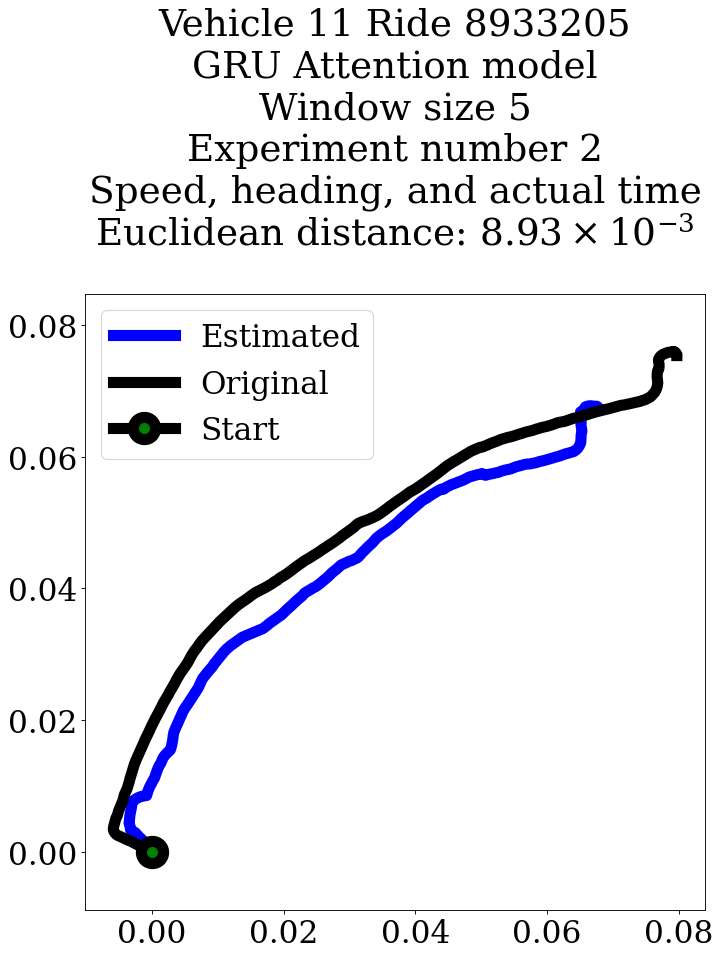 Vehicle 11 Ride 8933205
GRU Attention model
Window size 5
Experiment number 2
Speed, heading, and actual time
Euclidean distance: 8.93 × 10⁻³
Estimated
Original
Start
0.08
0.06
0.04
0.02
0.00
0.00 0.02 0.04 0.06 0.08